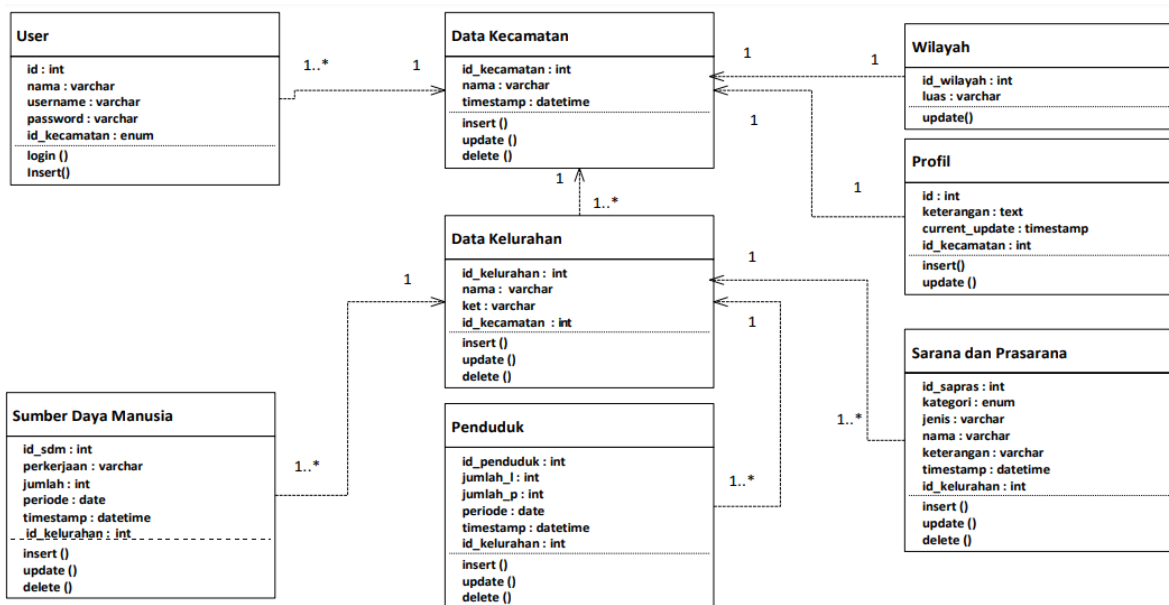 User
id : int
nama : varchar
username : varchar
password : varchar
id_kecamatan : enum
login ()
Insert()
1..*
1
Data Kecamatan
id_kecamatan : int
nama : varchar
timestamp : datetime
insert ()
update ()
delete ()
1
1
Wilayah
id_wilayah : int
luas : varchar
update()
1
1
Profil
id : int
keterangan : text
current_update : timestamp
id_kecamatan : int
insert()
update ()
1
1..*
Data Kelurahan
id_kelurahan : int
nama : varchar
ket : varchar
id_kecamatan : int
insert ()
update ()
delete ()
1
1
1
Sarana dan Prasarana
id_sapras : int
kategori : enum
jenis : varchar
nama : varchar
keterangan : varchar
timestamp : datetime
id_kelurahan : int
insert ()
update ()
delete ()
1..*
Sumber Daya Manusia
id_sdm : int
perkerjaan : varchar
jumlah : int
periode : date
timestamp : datetime
id_kelurahan : int
insert ()
update ()
delete ()
1..*
Penduduk
id_penduduk : int
jumlah_l : int
jumlah_p : int
periode : date
timestamp : datetime
id_kelurahan : int
insert ()
update ()
delete ()
1..*